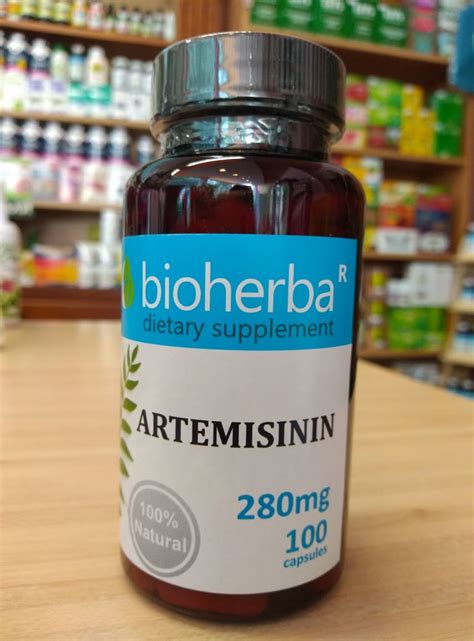 bioherba R
dietary supplement
ARTEMISININ
280mg
100
capsules
100%
Natural